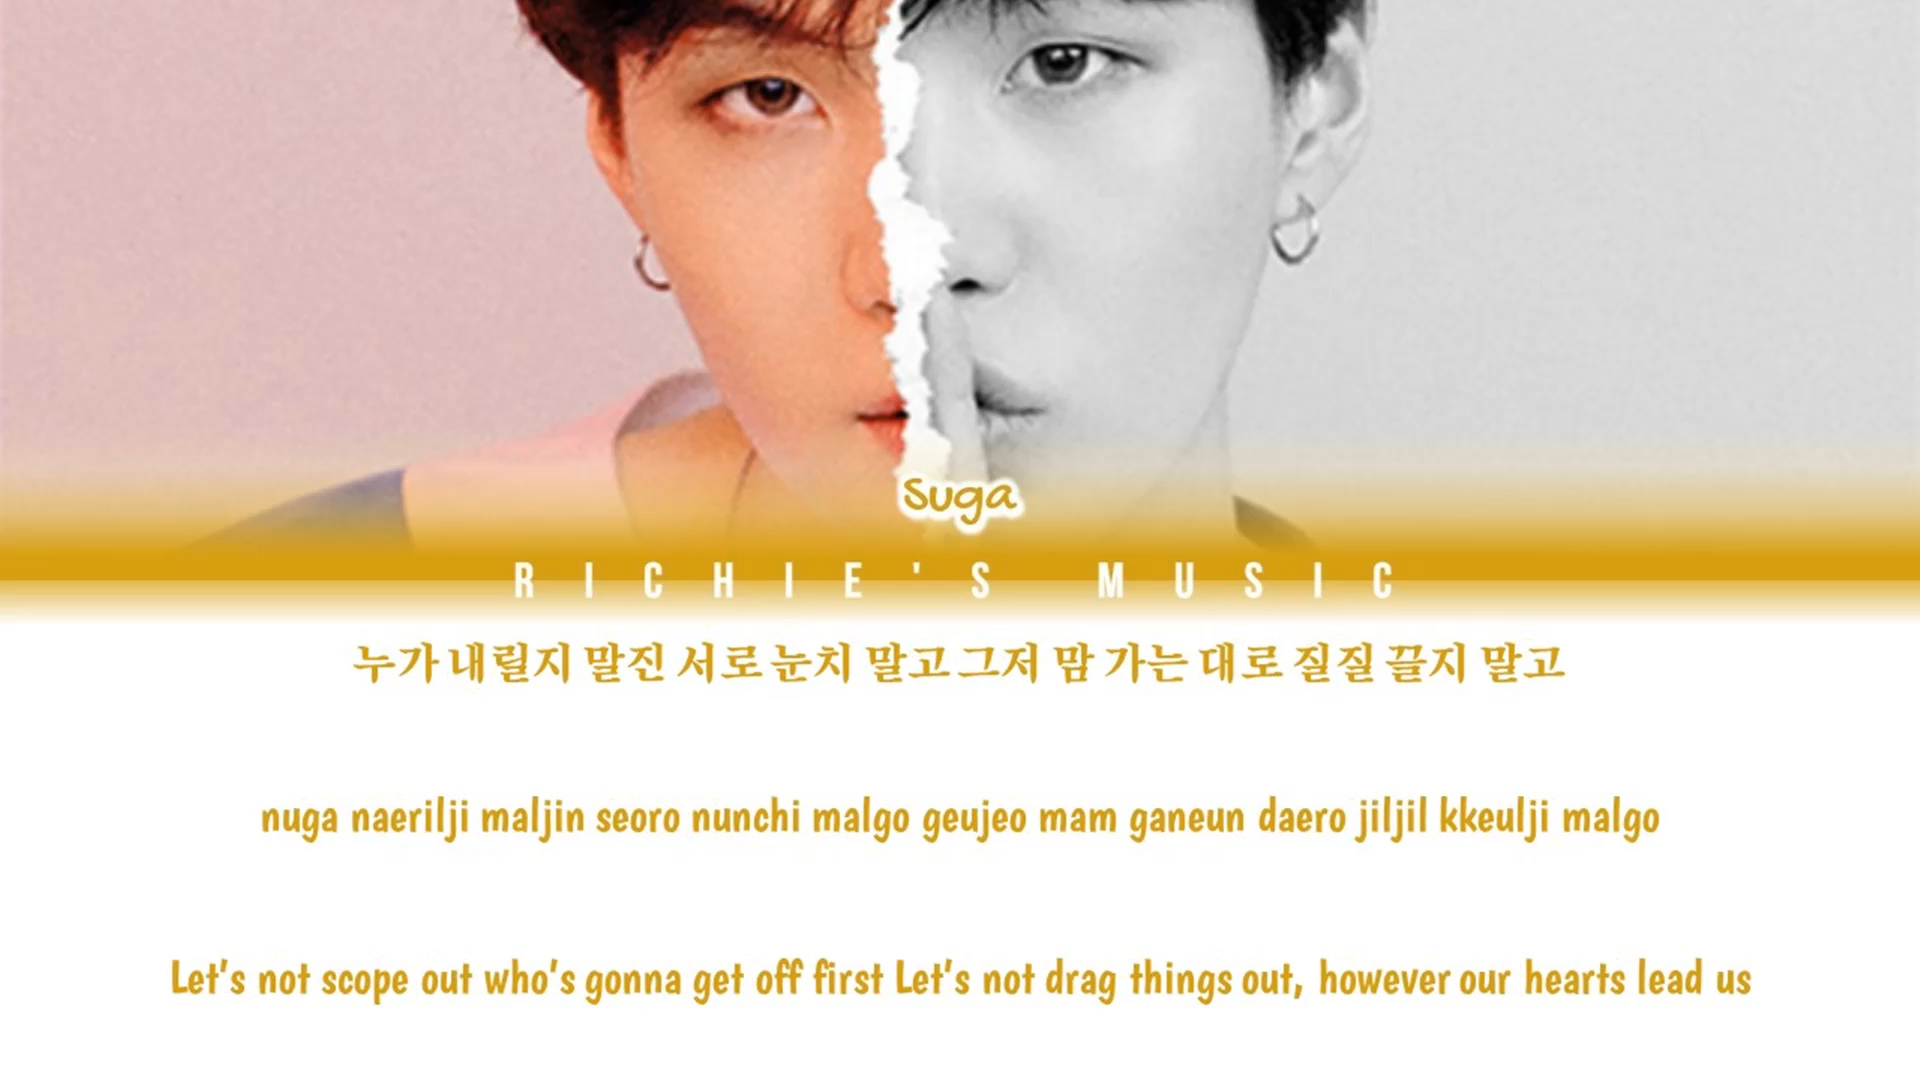 Suga
RICHIE'S MUSIC
누가 내릴지 말진 서로 눈치 말고 그저 맘 가는 대로 질질 끌지 말고
nuga naerilji maljin seoro nunchi malgo geujeo mam ganeun daero jiljil kkeulji malgo
Let's not scope out who's gonna get off first Let's not drag things out, however our hearts lead us